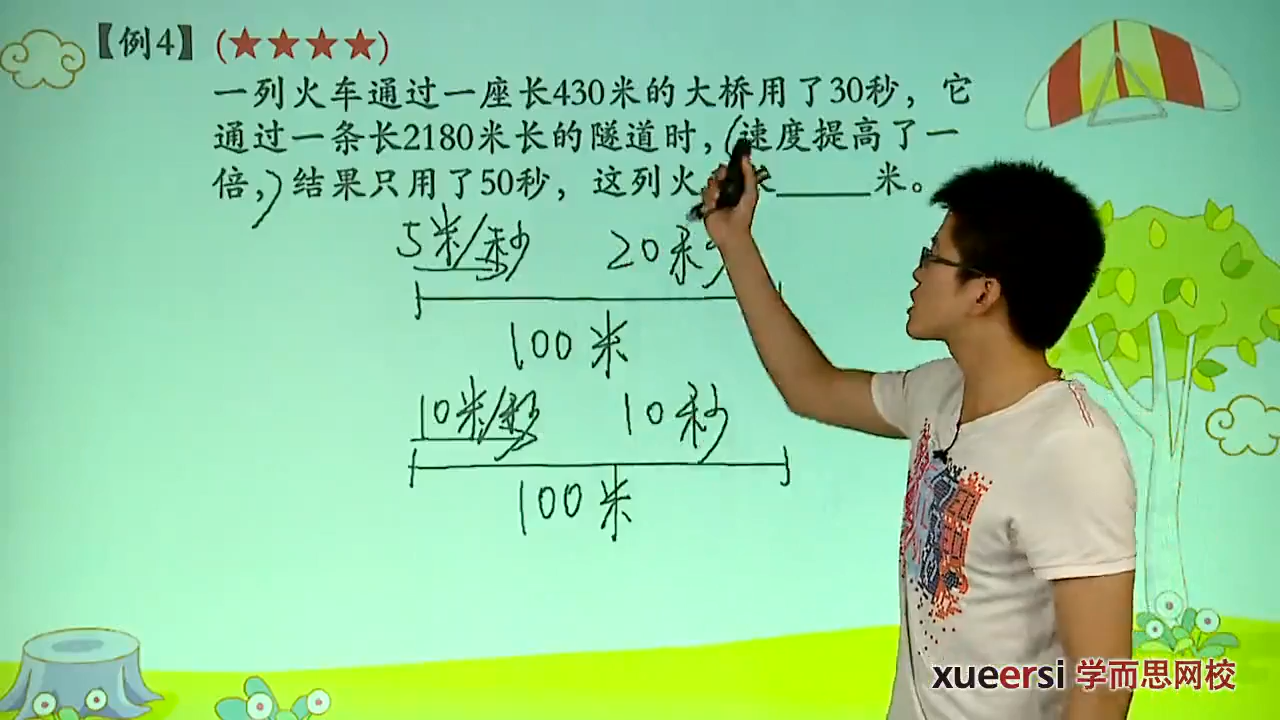 【例4】(★★★★)
一列火车通过一座长430米的大桥用了30秒，它
通过一条长2180米长的隧道时，(速度提高了一
倍，)结果只用了50秒，这列火____米。
5米/秒 20秒
100米
10米/秒 10秒
100米
xueersi 学而思网校